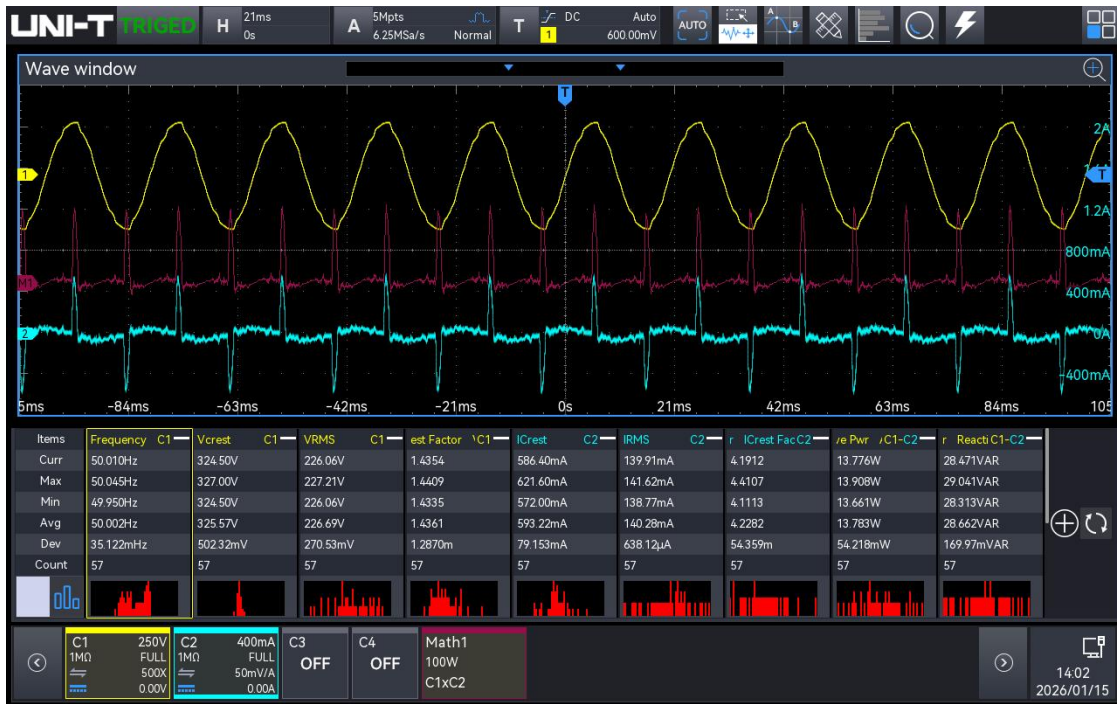 UNI-T TRIGED H 21ms 0s A 5Mpts 6.25MSa/s Normal T 1 DC Auto 600.00mV AUTO A B
Wave window
T
2A
1
T
1.2A
800mA
M1
400mA
2
0A
-400mA
5ms -84ms -63ms -42ms -21ms 0s 21ms 42ms 63ms 84ms 105
Items Frequency C1 Vcrest C1 VRMS C1 est Factor C1 ICrest C2 IRMS C2 r ICrest Fac C2 /e Pwr C1-C2 r Reacti C1-C2
Curr 50.010Hz 324.50V 226.06V 1.4354 586.40mA 139.91mA 4.1912 13.776W 28.471VAR
Max 50.045Hz 327.00V 227.21V 1.4409 621.60mA 141.62mA 4.4107 13.908W 29.041VAR
Min 49.950Hz 324.50V 226.06V 1.4335 572.00mA 138.77mA 4.1113 13.661W 28.313VAR
Avg 50.002Hz 325.57V 226.69V 1.4361 593.22mA 140.28mA 4.2282 13.783W 28.662VAR
Dev 35.122mHz 502.32mV 270.53mV 1.2870m 79.153mA 638.12µA 54.359m 54.218mW 169.97mVAR
Count 57 57 57 57 57 57 57 57 57
C1 250V
1MΩ FULL
500X
0.00V
C2 400mA
1MΩ FULL
50mV/A
0.00A
C3
OFF
C4
OFF
Math1
100W
C1xC2
14:02
2026/01/15